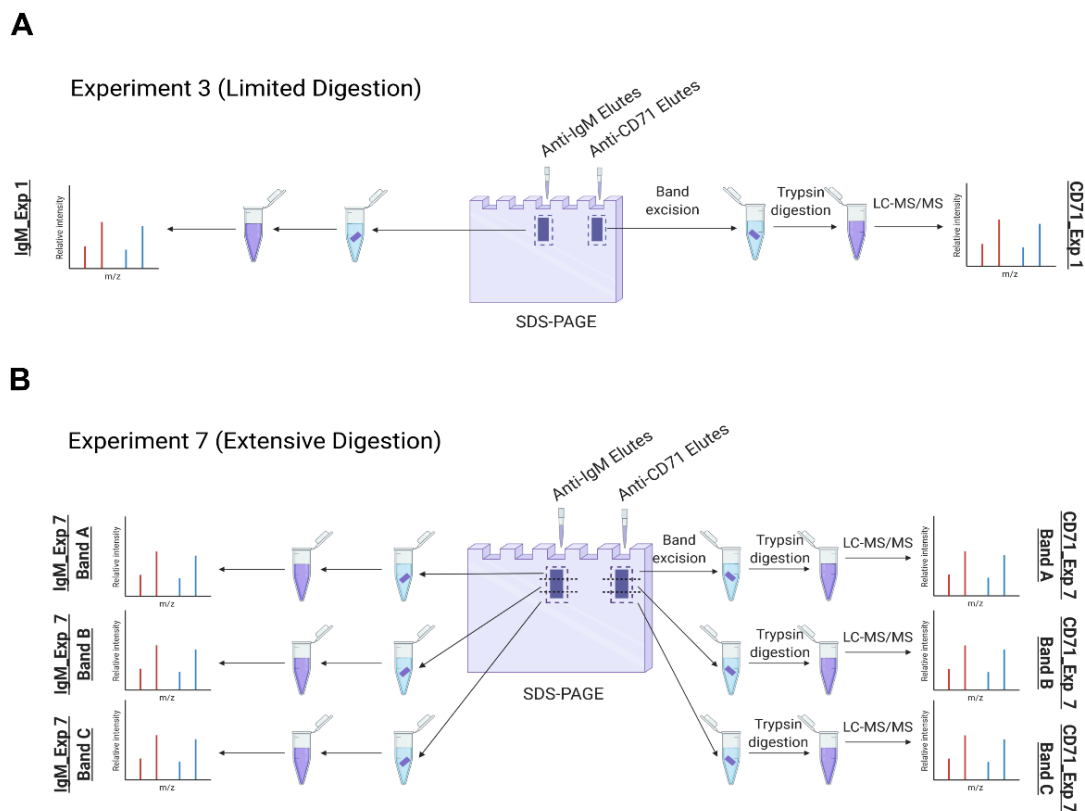 A
Experiment 3 (Limited Digestion)
Anti-IgM Elutes
Anti-CD71 Elutes
IgM_Exp 1
Relative intensity
m/z
Band
excision
Trypsin
digestion
LC-MS/MS
Relative intensity
m/z
CD71_Exp 1
SDS-PAGE
B
Experiment 7 (Extensive Digestion)
Anti-IgM Elutes
Anti-CD71 Elutes
IgM_Exp 7
Band A
Relative intensity
m/z
Band
excision
Trypsin
digestion
LC-MS/MS
Relative intensity
m/z
CD71_Exp 7
Band A
IgM_Exp 7
Band B
Relative intensity
m/z
Trypsin
digestion
LC-MS/MS
Relative intensity
m/z
CD71_Exp 7
Band B
SDS-PAGE
IgM_Exp 7
Band C
Relative intensity
m/z
Trypsin
digestion
LC-MS/MS
Relative intensity
m/z
CD71_Exp 7
Band C